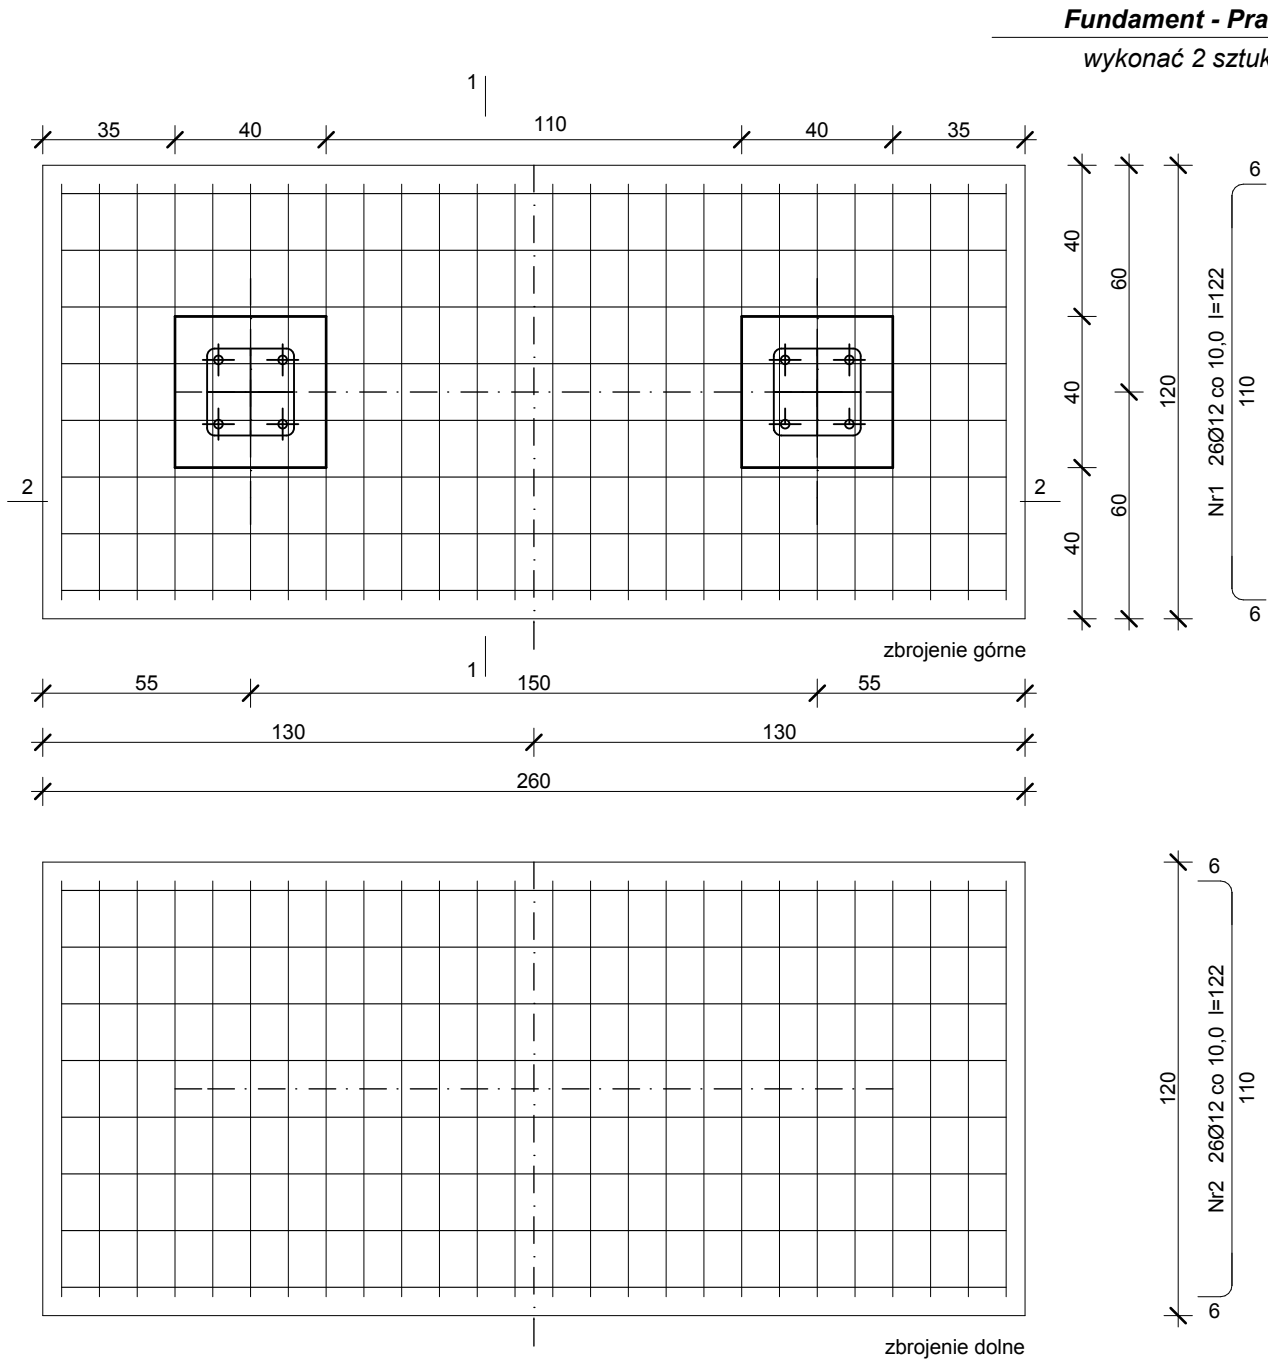 Fundament - Pra
wykonać 2 sztuk
1
35 40 110 40 35
6
40
60
120
Nr1 26Ø12 co 10,0 l=122
110
40
2
2
60
40
6
zbrojenie górne
1
55 150 55
130 130
260
6
120
Nr2 26Ø12 co 10,0 l=122
110
6
zbrojenie dolne